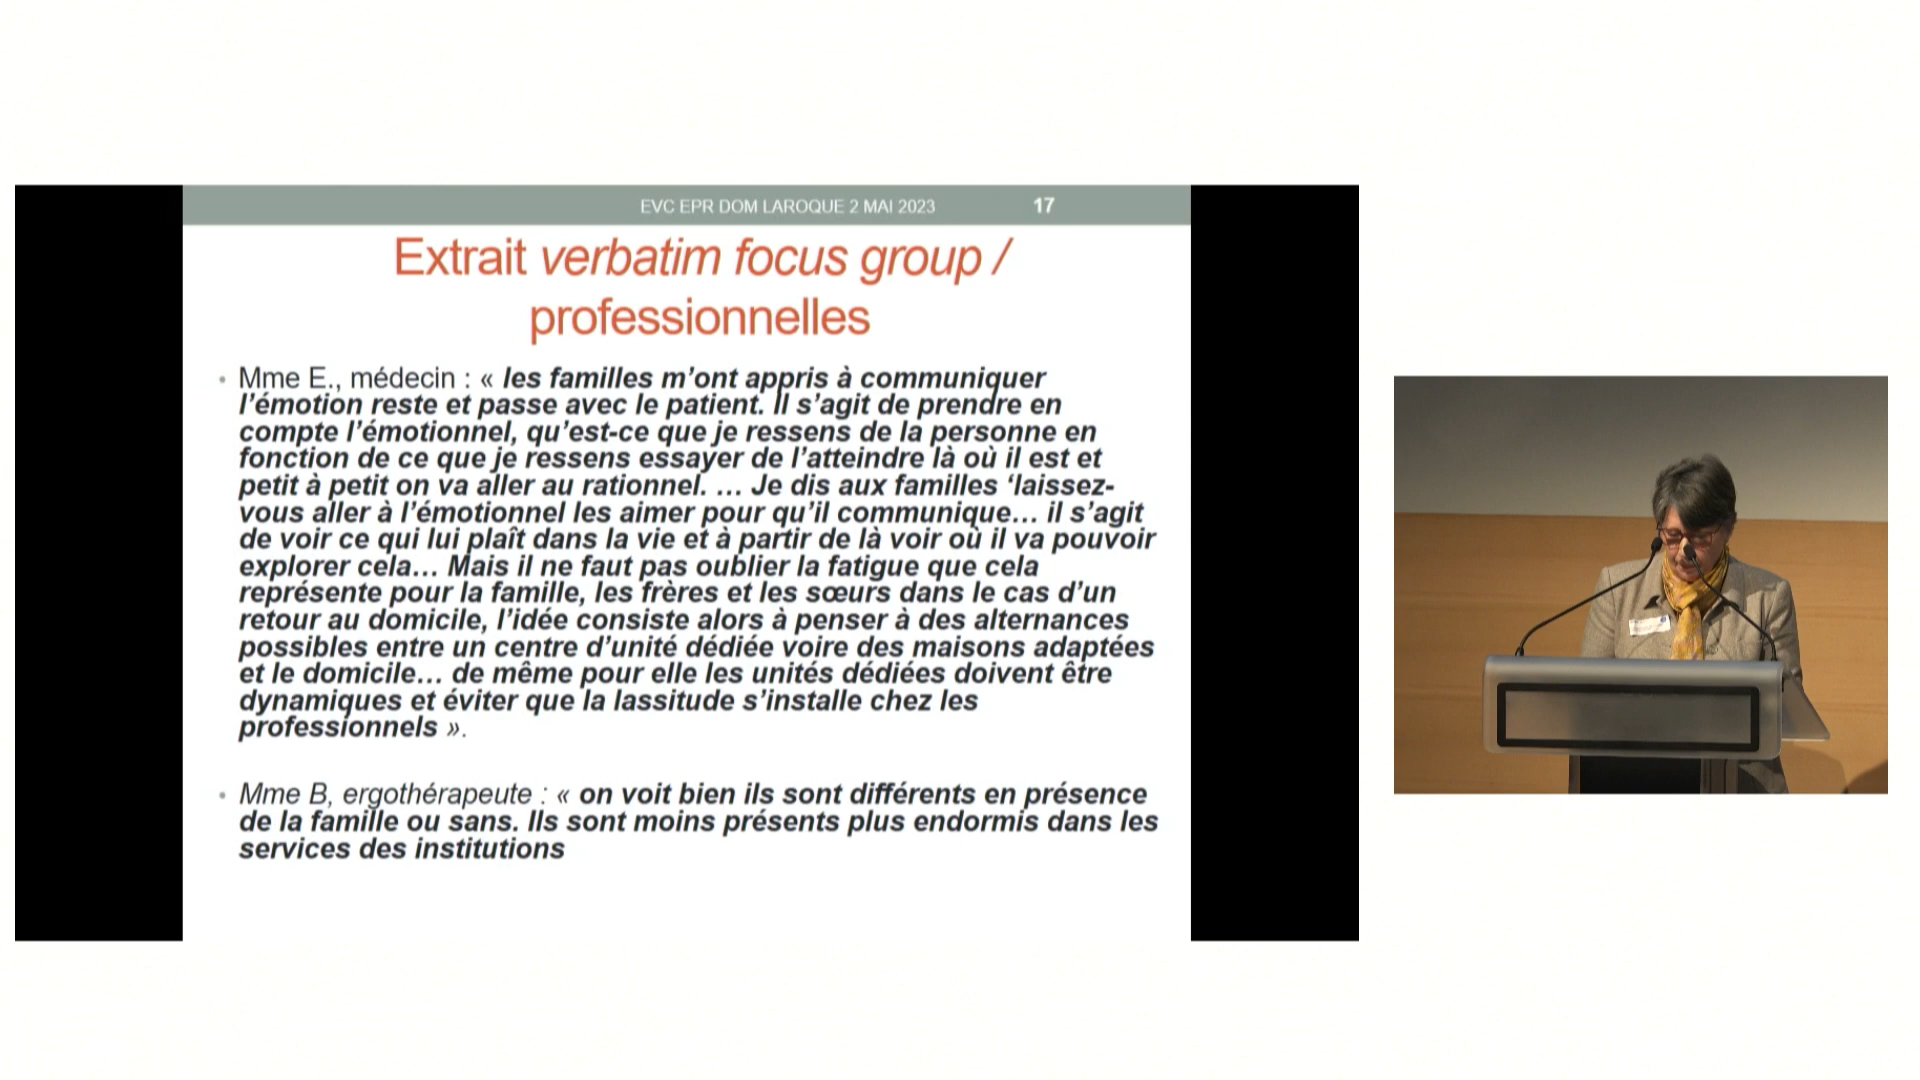 EVC EPR DOM LAROQUE 2 MAI 2023 17
Extrait verbatim focus group /
professionnelles
• Mme E., médecin : « les familles m’ont appris à communiquer
l’émotion reste et passe avec le patient. Il s’agit de prendre en
compte l’émotionnel, qu’est-ce que je ressens de la personne en
fonction de ce que je ressens essayer de l’atteindre là où il est et
petit à petit on va aller au rationnel. … Je dis aux familles ‘laissez-
vous aller à l’émotionnel les aimer pour qu’il communique… il s’agit
de voir ce qui lui plaît dans la vie et à partir de là voir où il va pouvoir
explorer cela… Mais il ne faut pas oublier la fatigue que cela
représente pour la famille, les frères et les sœurs dans le cas d’un
retour au domicile, l’idée consiste alors à penser à des alternances
possibles entre un centre d’unité dédiée voire des maisons adaptées
et le domicile… de même pour elle les unités dédiées doivent être
dynamiques et éviter que la lassitude s’installe chez les
professionnels ».
• Mme B, ergothérapeute : « on voit bien ils sont différents en présence
de la famille ou sans. Ils sont moins présents plus endormis dans les
services des institutions